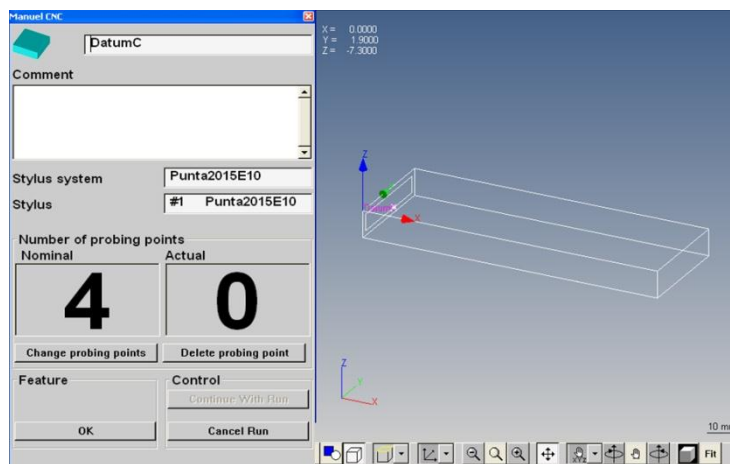 Manuel CNC
DatumC
Comment
Stylus system
Punta2015E10
Stylus
#1 Punta2015E10
Number of probing points
Nominal
Actual
4
0
Change probing points
Delete probing point
Feature
Control
Continue With Run
OK
Cancel Run
X = 0.0000
Y = 1.9000
Z = -7.3000
Z
X
Z
Y
X
10 mm
XYZ
Fit